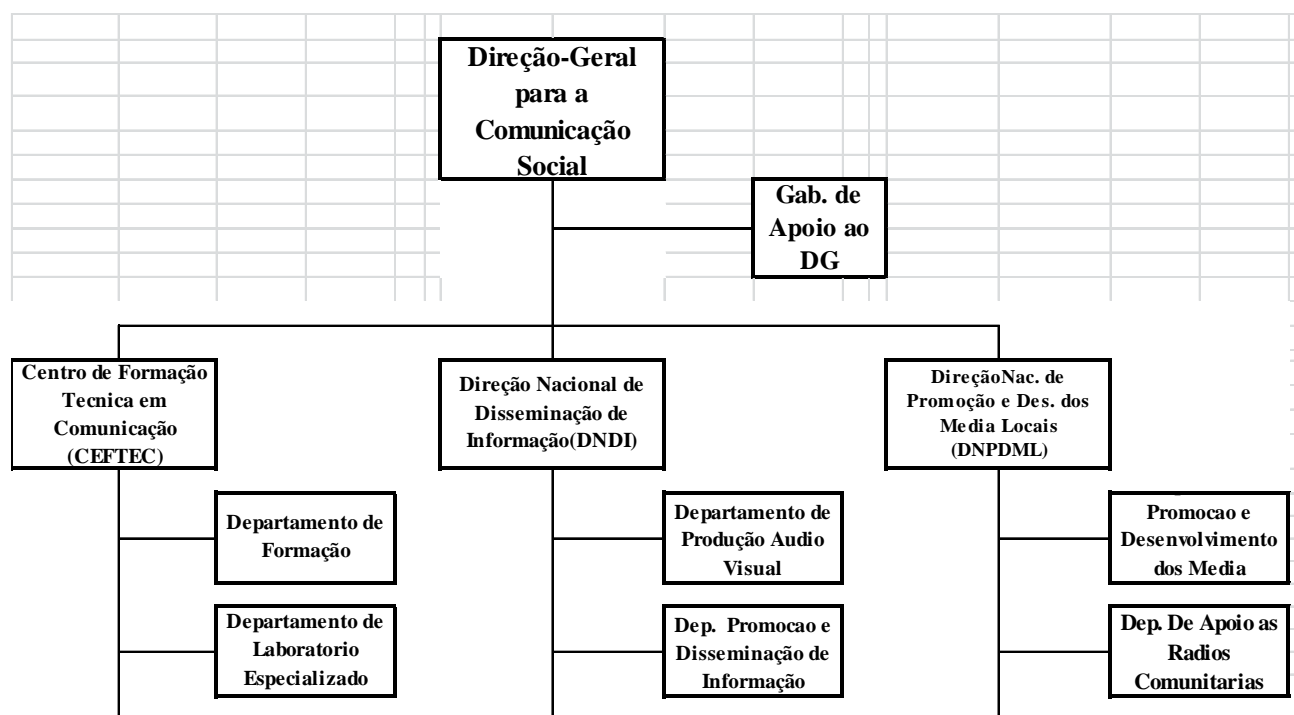 Direção-Geral
para a
Comunicação
Social
Gab. de
Apoio ao
DG
Centro de Formação
Tecnica em
Comunicação
(CEFTEC)
Direção Nacional de
Disseminação de
Informação(DNDI)
DireçãoNac. de
Promoção e Des. dos
Media Locais
(DNPDML)
Departamento de
Formação
Departamento de
Produção Audio
Visual
Promocao e
Desenvolvimento
dos Media
Departamento de
Laboratorio
Especializado
Dep. Promocao e
Disseminação de
Informação
Dep. De Apoio as
Radios
Comunitarias